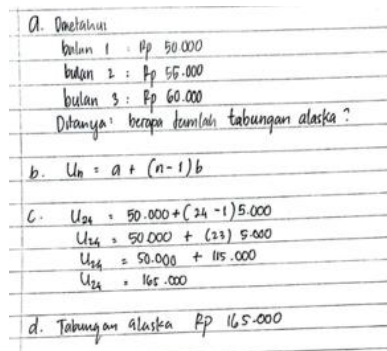 a. Diketahui
bulan 1 : Rp 50.000
bulan 2 : Rp 55.000
bulan 3 : Rp 60.000
Ditanya : berapa jumlah tabungan alaska ?
b. Un = a + (n-1)b
c. U24 = 50.000 + (24 -1) 5.000
U24 = 50.000 + (23) 5.000
U24 = 50.000 + 115.000
U24 = 165.000
d. Tabungan alaska Rp 165.000